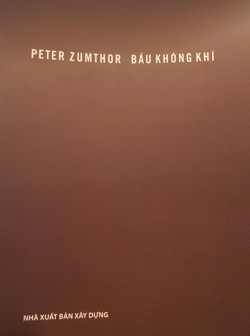 PETER ZUMTHOR BẦU KHÔNG KHÍ
NHÀ XUẤT BẢN XÂY DỰNG